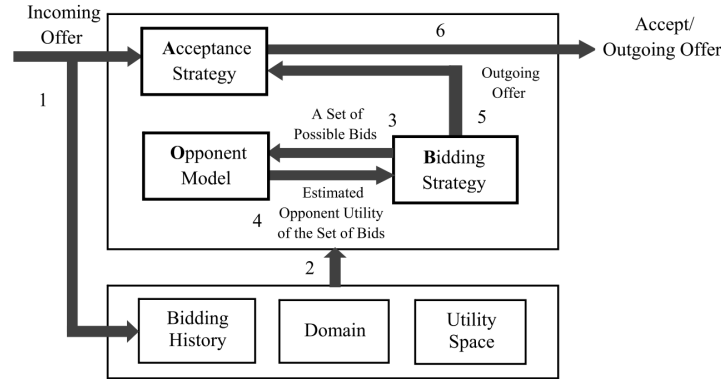 Incoming
Offer
1
Acceptance
Strategy
6
Accept/
Outgoing Offer
Outgoing
Offer
5
A Set of
Possible Bids
3
Opponent
Model
Bidding
Strategy
4
Estimated
Opponent Utility
of the Set of Bids
2
Bidding
History
Domain
Utility
Space